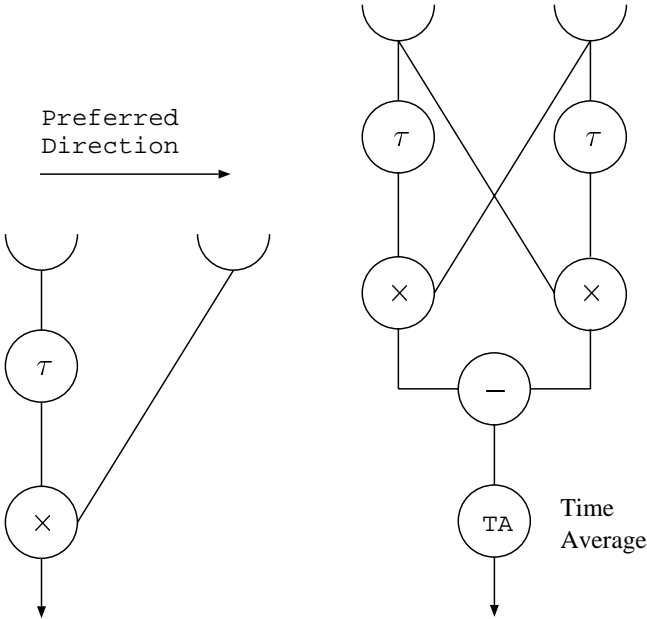 Preferred
Direction
τ
τ
×
×
τ
−
×
TA
Time
Average